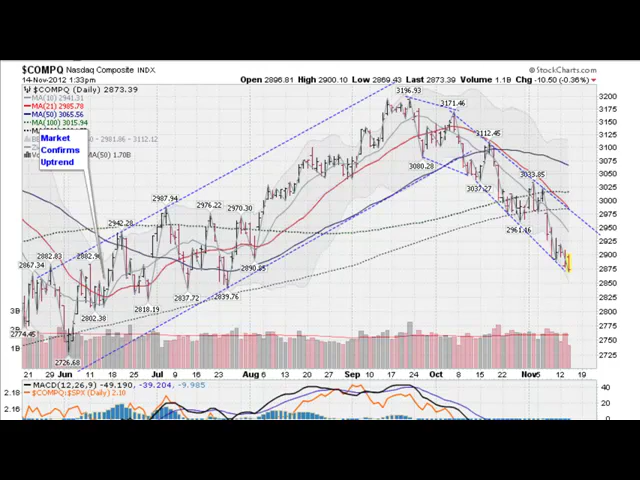 $COMPQ Nasdaq Composite INDX
© StockCharts.com
14-Nov-2012 1:33pm
Open 2896.81 High 2900.10 Low 2869.43 Last 2873.39 Volume 1.1B Chg -10.50 (-0.36%)
$COMPQ (Daily) 2873.39
MA(10) 2941.31
MA(21) 2985.78
MA(50) 3065.56
MA(100) 3015.94
2981.86 - 3112.12
MA(50) 1.70B
Market
Confirms
Uptrend
3196.93
3171.46
3112.45
3080.28
3037.27
3033.85
2961.46
2987.94
2976.22
2970.30
2942.28
2882.83
2882.96
2867.34
2890.85
2839.76
2837.72
2818.19
2802.38
2774.45
2726.68
3200
3175
3150
3125
3100
3075
3050
3025
3000
2975
2950
2925
2900
2875
2850
2825
2800
2775
2750
2725
2B
1B
21 29 Jun 11 18 25 Jul 9 16 23 Aug 6 13 20 27 Sep 10 17 24 Oct 8 15 22 Nov 5 12 19
MACD(12,26,9) -49.190, -39.204, -9.985
$COMPQ:$SPX (Daily) 2.10
2.18
2.16
40
20
0